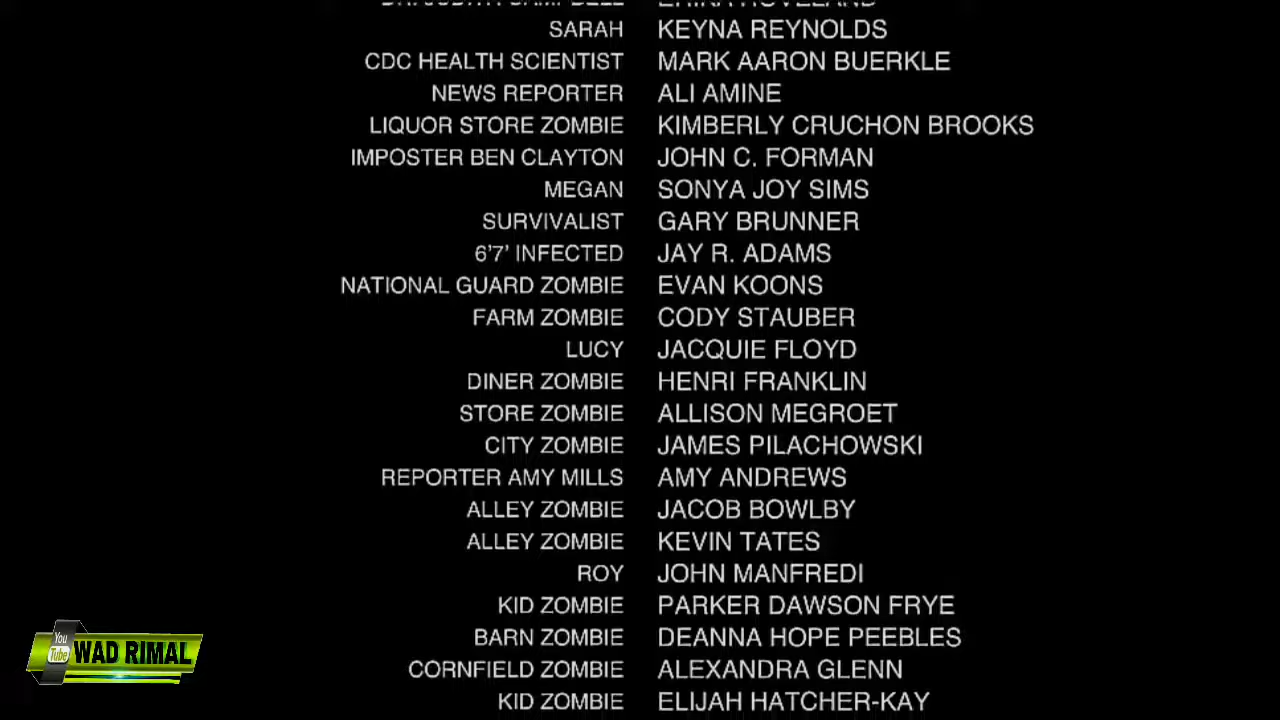 SARAH KEYNA REYNOLDS
CDC HEALTH SCIENTIST MARK AARON BUERKLE
NEWS REPORTER ALI AMINE
LIQUOR STORE ZOMBIE KIMBERLY CRUCHON BROOKS
IMPOSTER BEN CLAYTON JOHN C. FORMAN
MEGAN SONYA JOY SIMS
SURVIVALIST GARY BRUNNER
6'7' INFECTED JAY R. ADAMS
NATIONAL GUARD ZOMBIE EVAN KOONS
FARM ZOMBIE CODY STAUBER
LUCY JACQUIE FLOYD
DINER ZOMBIE HENRI FRANKLIN
STORE ZOMBIE ALLISON MEGROET
CITY ZOMBIE JAMES PILACHOWSKI
REPORTER AMY MILLS AMY ANDREWS
ALLEY ZOMBIE JACOB BOWLBY
ALLEY ZOMBIE KEVIN TATES
ROY JOHN MANFREDI
KID ZOMBIE PARKER DAWSON FRYE
BARN ZOMBIE DEANNA HOPE PEEBLES
CORNFIELD ZOMBIE ALEXANDRA GLENN
KID ZOMBIE ELIJAH HATCHER-KAY
You
Tube
WAD RIMAL